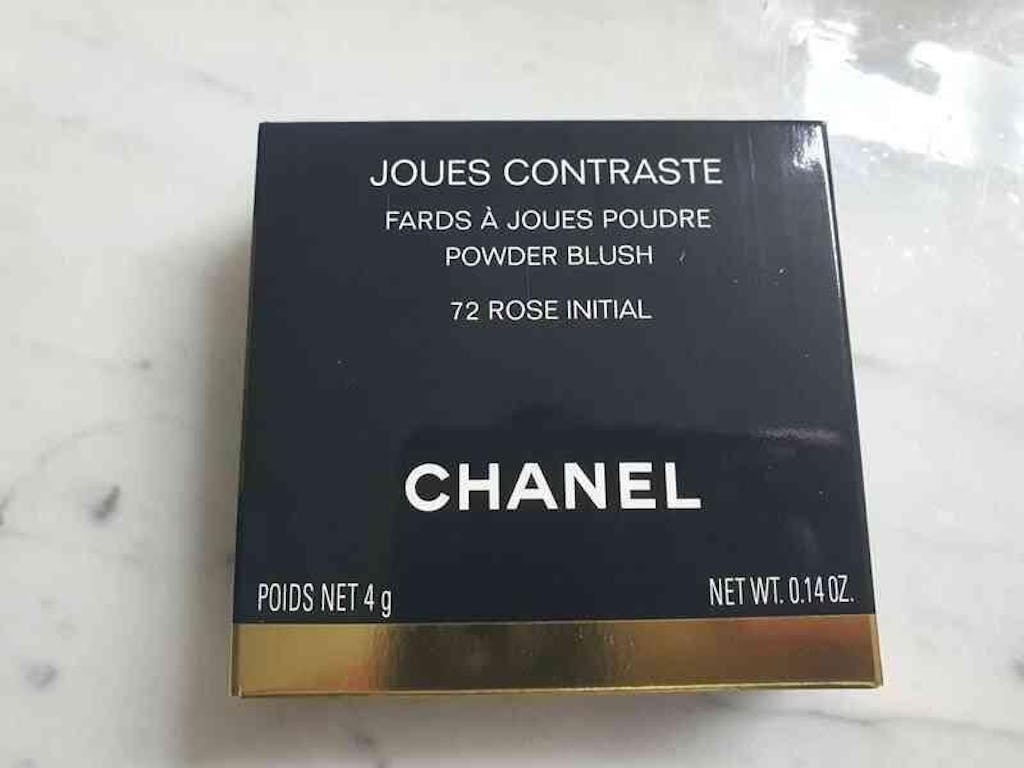 JOUES CONTRASTE
FARDS À JOUES POUDRE
POWDER BLUSH
72 ROSE INITIAL
CHANEL
POIDS NET 4 g NET WT. 0.14 OZ.